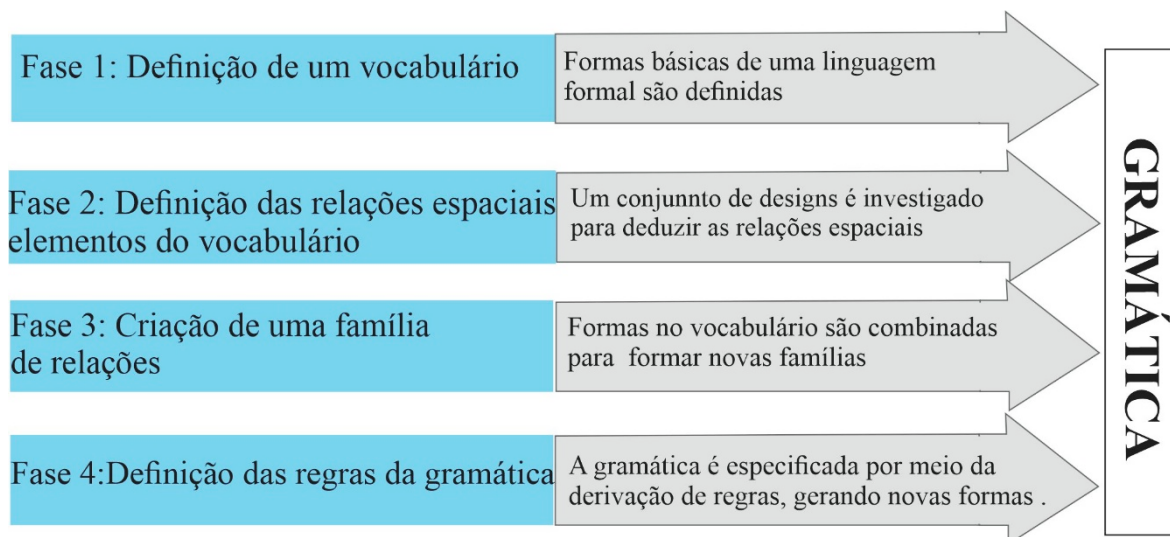 Fase 1: Definição de um vocabulário
Formas básicas de uma linguagem
formal são definidas
Fase 2: Definição das relações espaciais
elementos do vocabulário
Um conjunnto de designs é investigado
para deduzir as relações espaciais
Fase 3: Criação de uma família
de relações
Formas no vocabulário são combinadas
para formar novas famílias
Fase 4:Definição das regras da gramática
A gramática é especificada por meio da
derivação de regras, gerando novas formas .
GRAMÁTICA